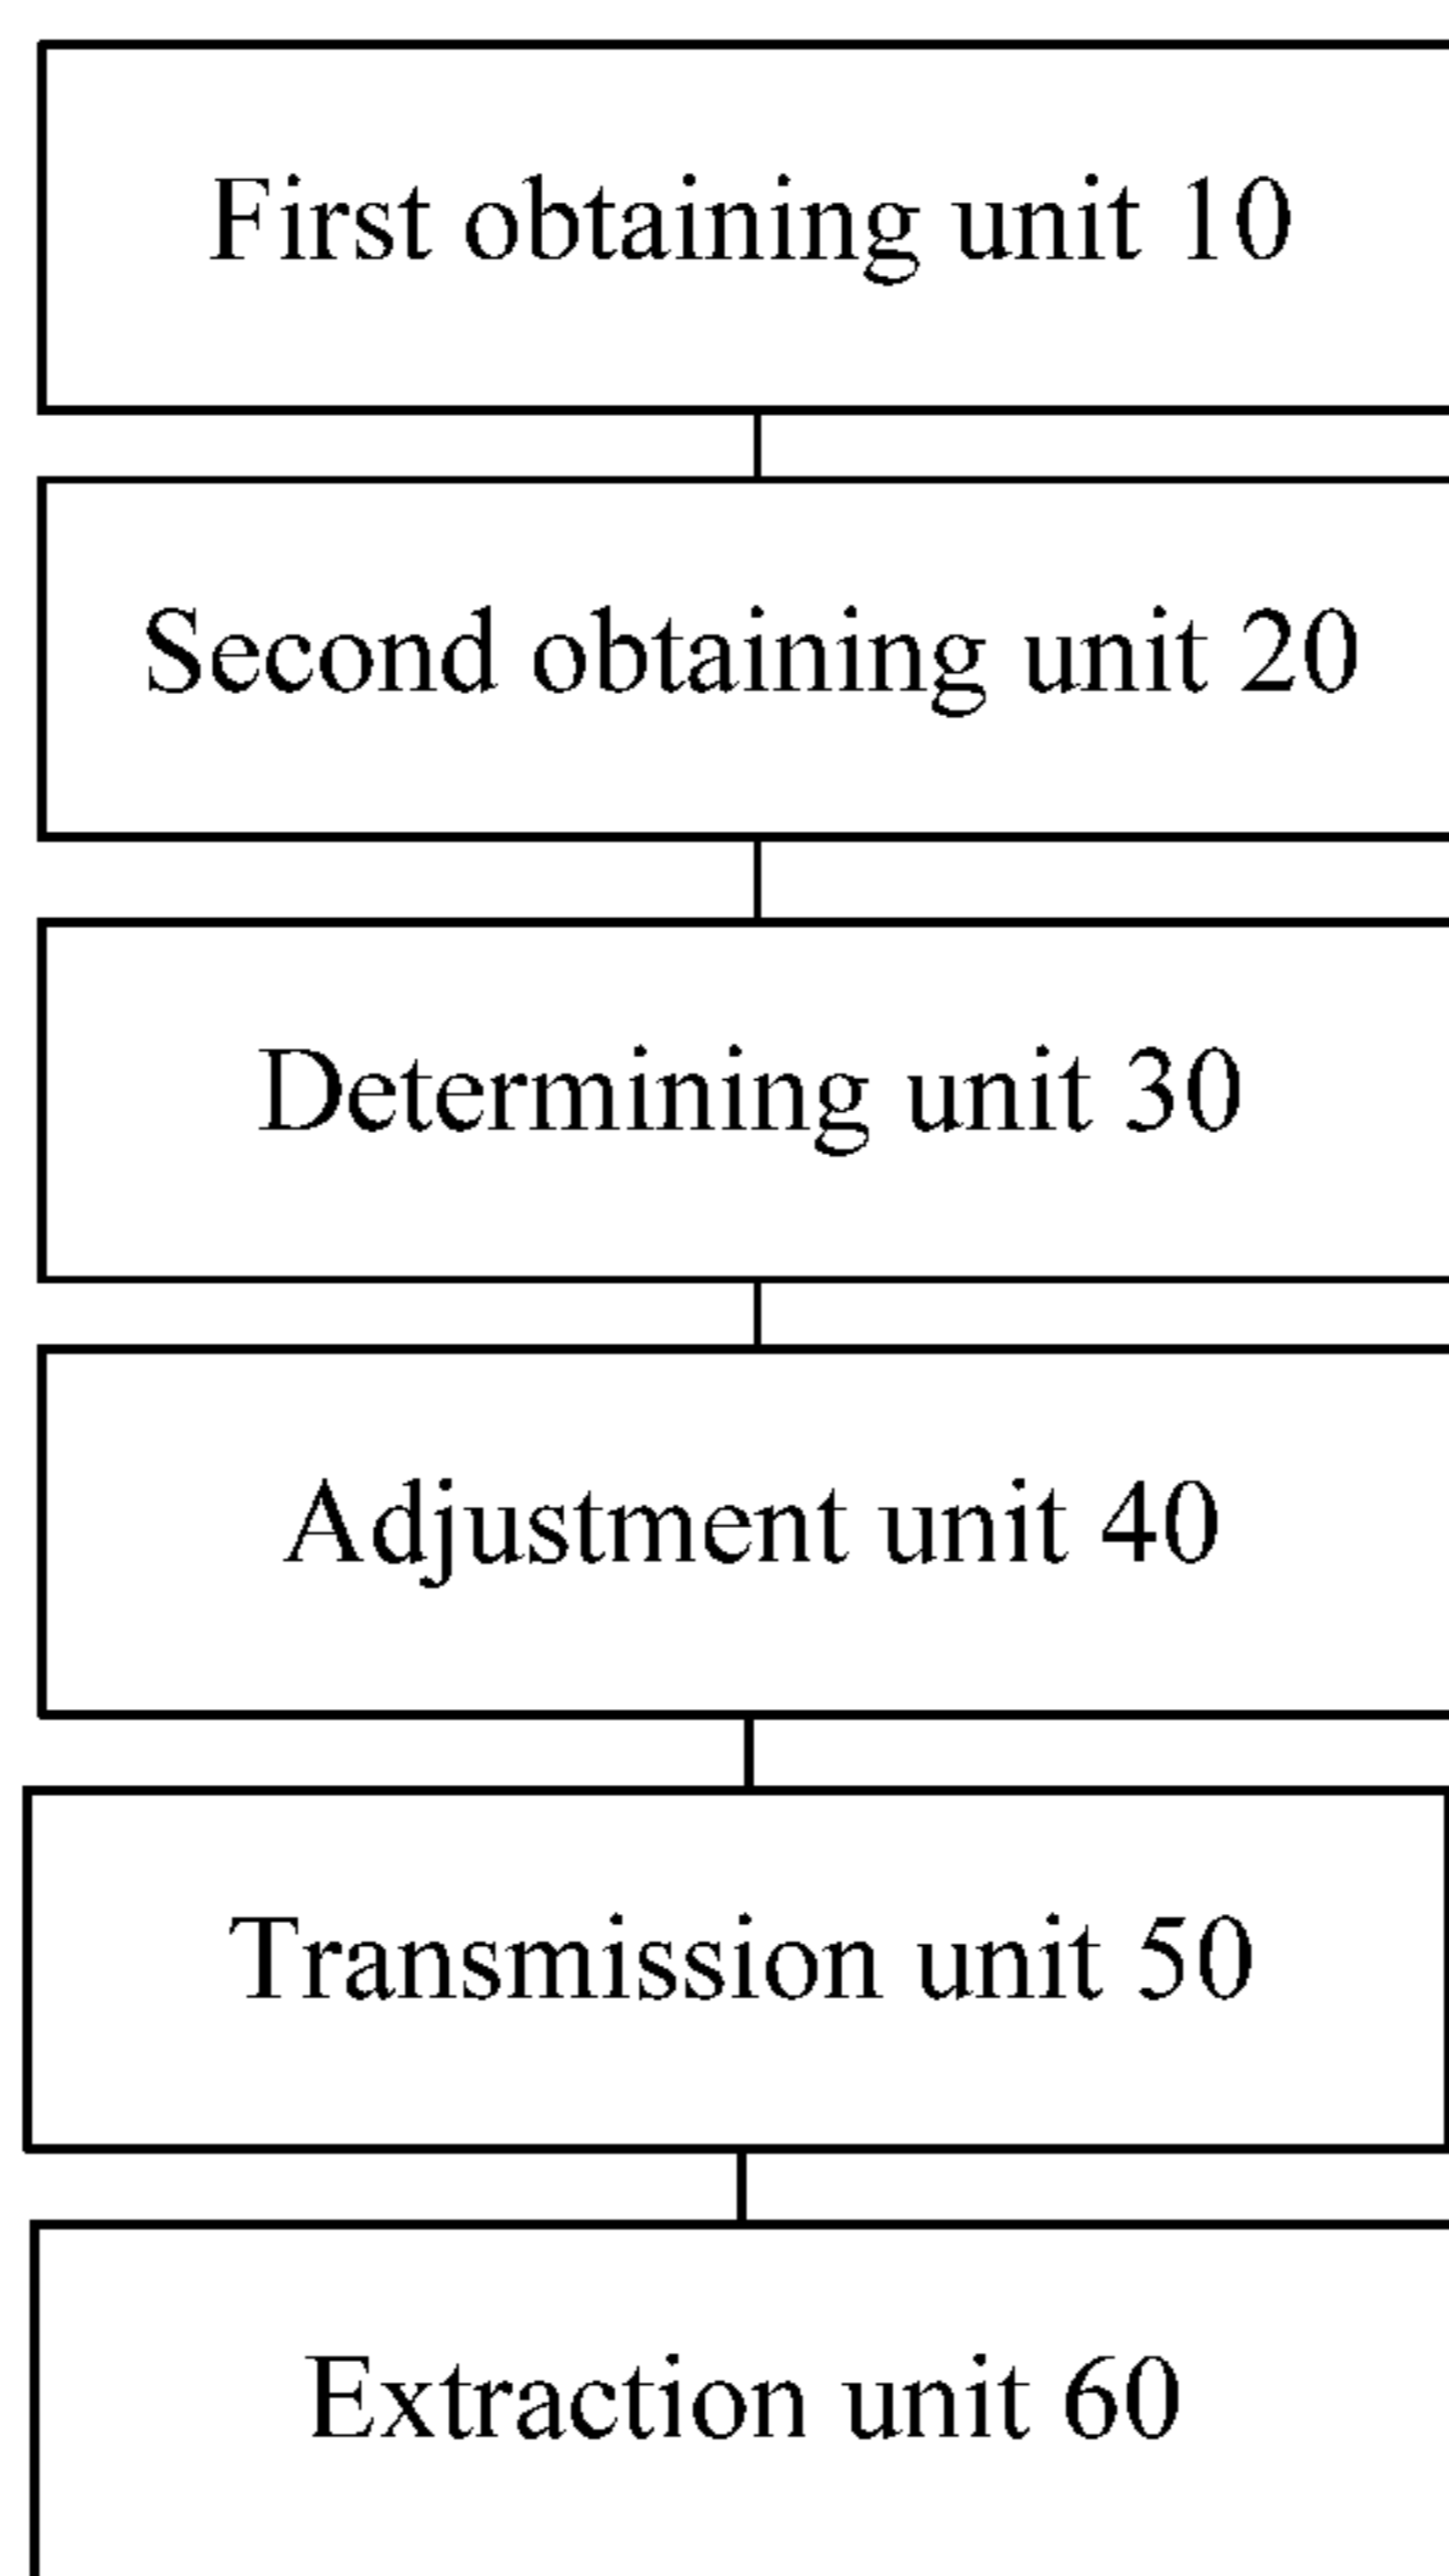 First obtaining unit 10
Second obtaining unit 20
Determining unit 30
Adjustment unit 40
Transmission unit 50
Extraction unit 60